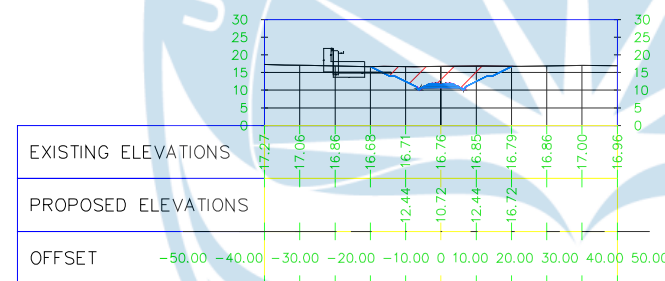 30 30
25 25
20 20
15 15
10 10
5 5
0 0
EXISTING ELEVATIONS 17.27 17.06 16.86 16.68 16.71 16.76 16.85 16.79 16.86 17.00 16.96
PROPOSED ELEVATIONS 12.44 10.72 12.44 16.72
OFFSET -50.00 -40.00 -30.00 -20.00 -10.00 0 10.00 20.00 30.00 40.00 50.00